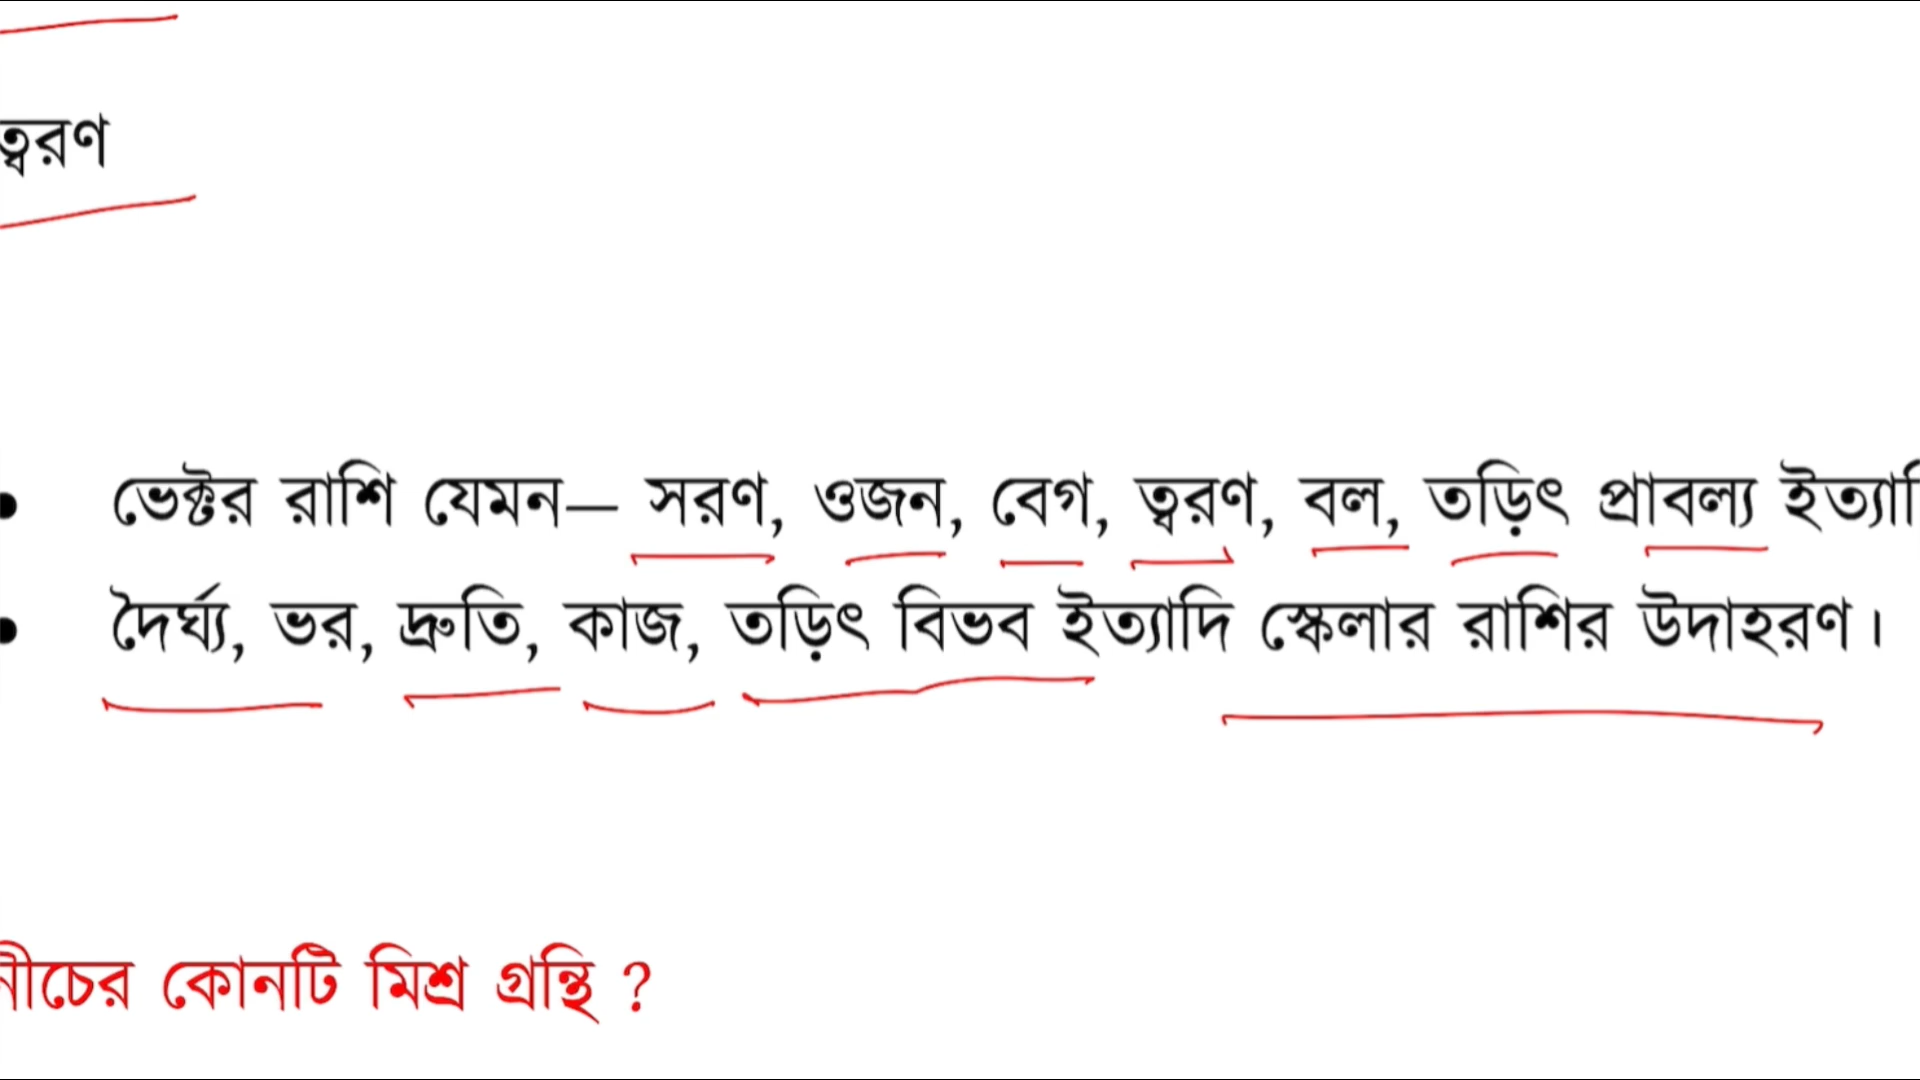 ত্বরণ
• ভেক্টর রাশি যেমন— সরণ, ওজন, বেগ, ত্বরণ, বল, তড়িৎ প্রাবল্য ইত্যাদি
• দৈর্ঘ্য, ভর, দ্রুতি, কাজ, তড়িৎ বিভব ইত্যাদি স্কেলার রাশির উদাহরণ।
নীচের কোনটি মিশ্র গ্রন্থি ?